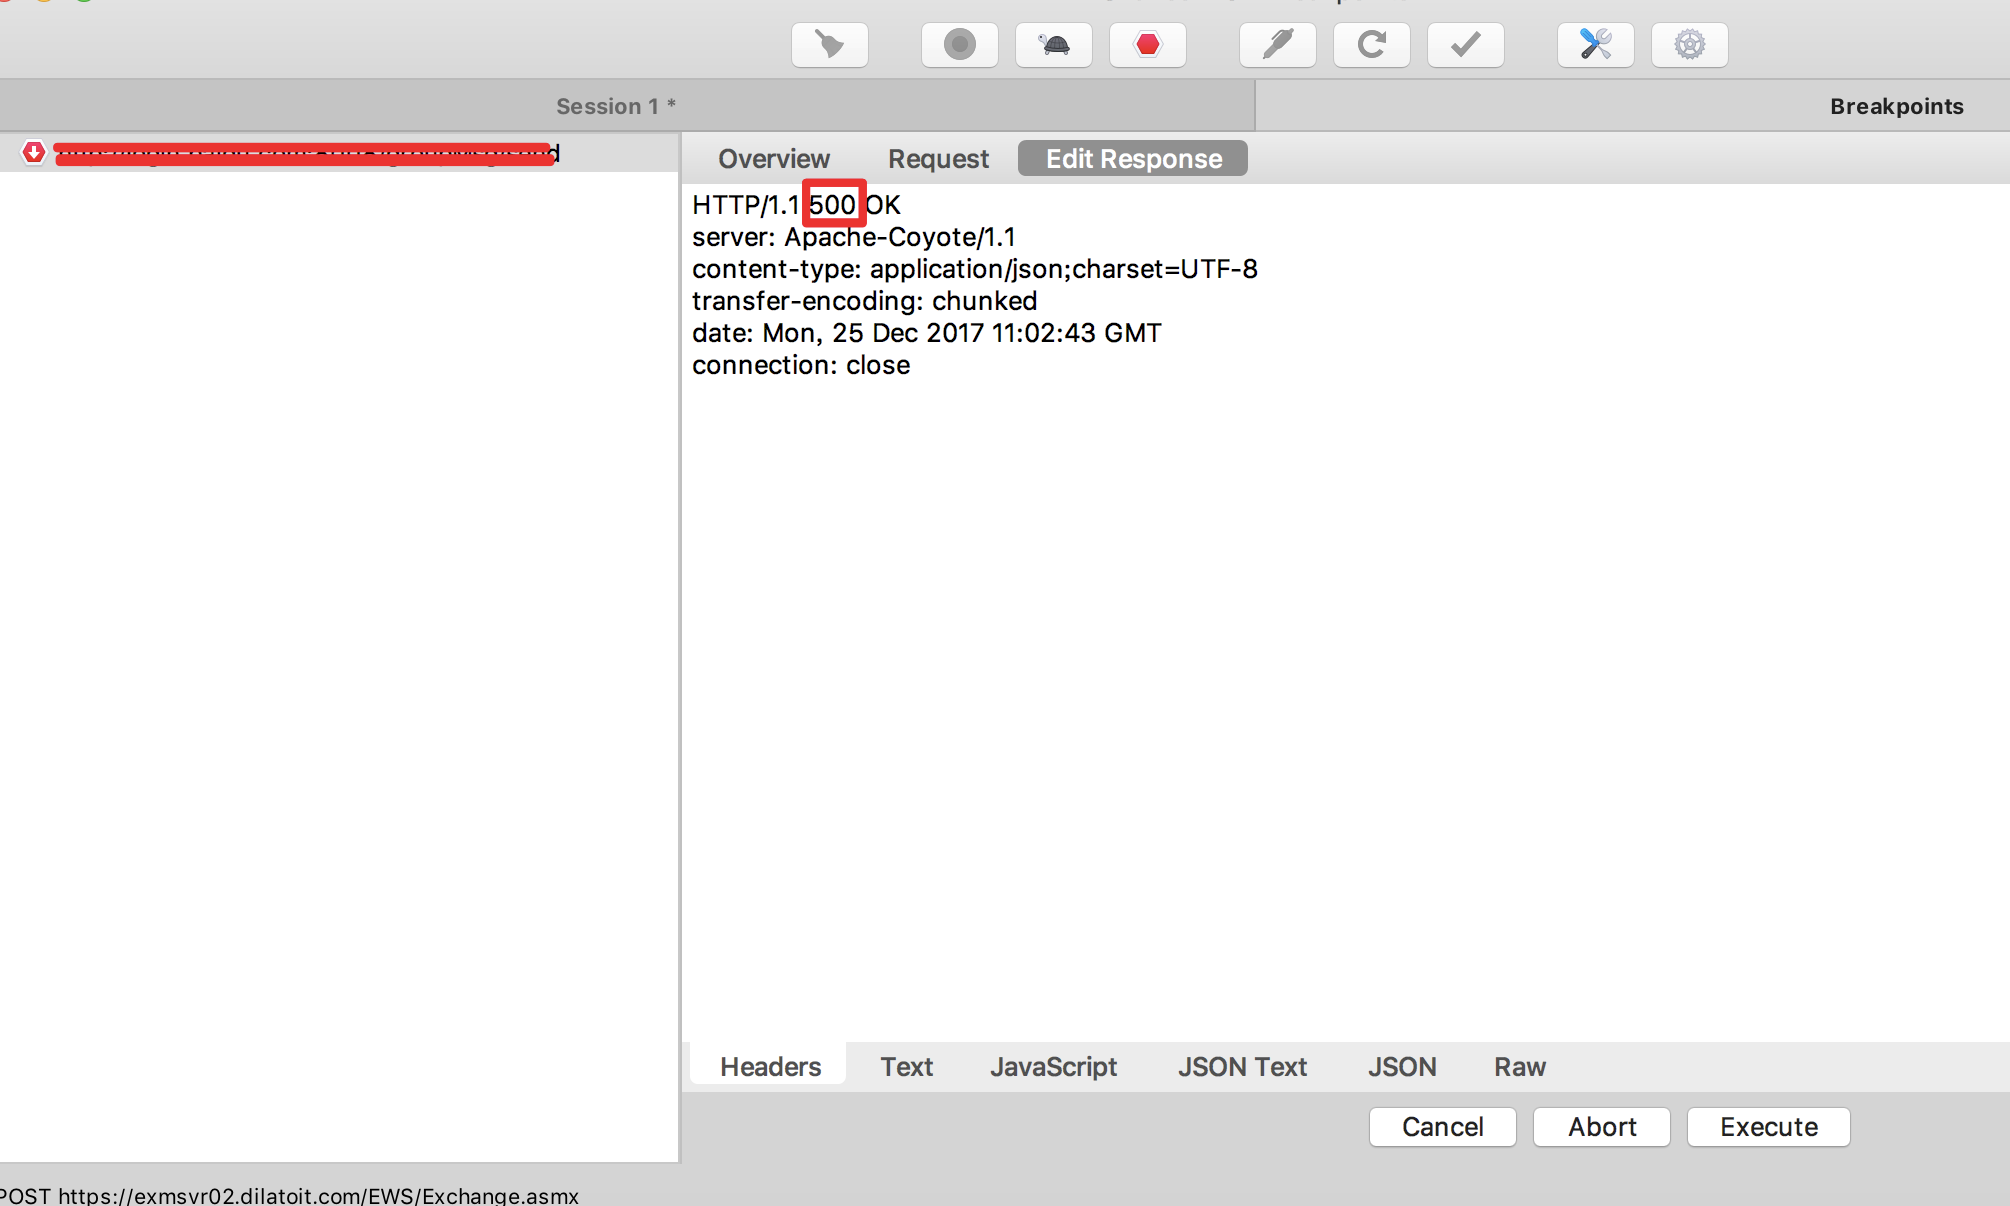 Session 1 *
Breakpoints
Overview Request Edit Response
HTTP/1.1 500 OK
server: Apache-Coyote/1.1
content-type: application/json;charset=UTF-8
transfer-encoding: chunked
date: Mon, 25 Dec 2017 11:02:43 GMT
connection: close
Headers Text JavaScript JSON Text JSON Raw
Cancel Abort Execute
POST https://exmsvr02.dilatoit.com/EWS/Exchange.asmx